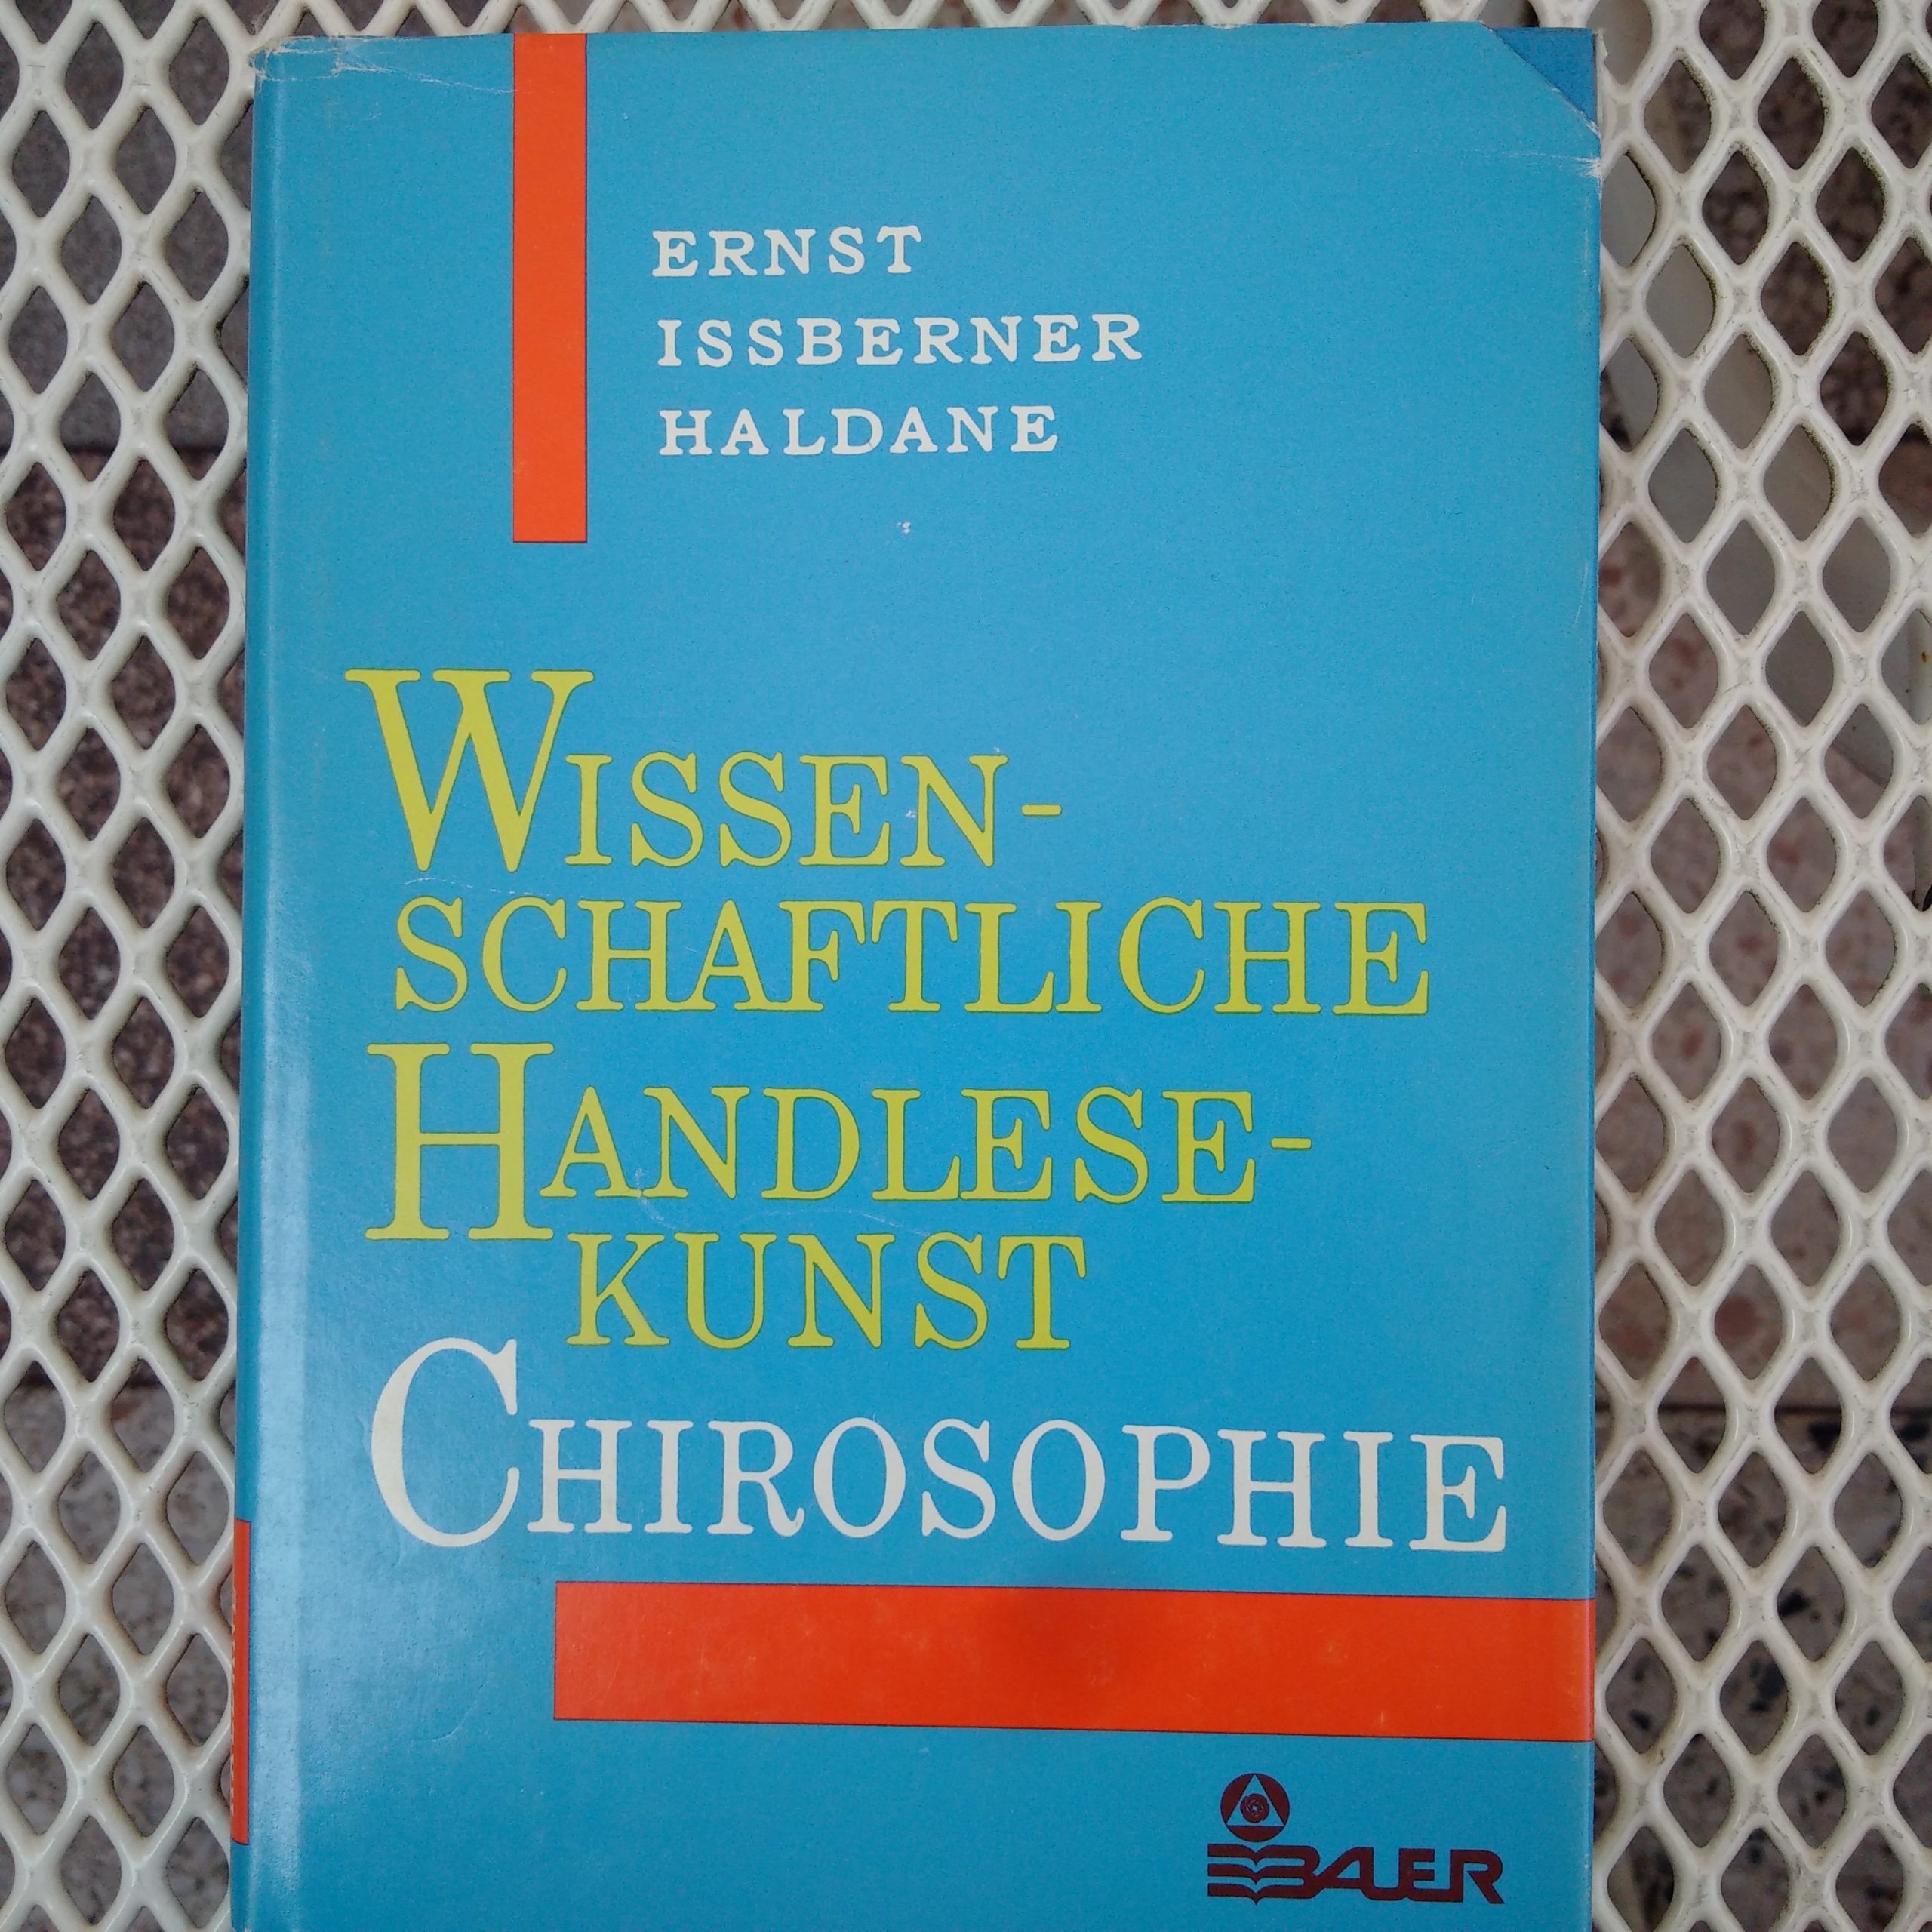 ERNST
ISSBERNER
HALDANE
WISSEN-
SCHAFTLICHE
HANDLESE-
KUNST
CHIROSOPHIE
BAUER